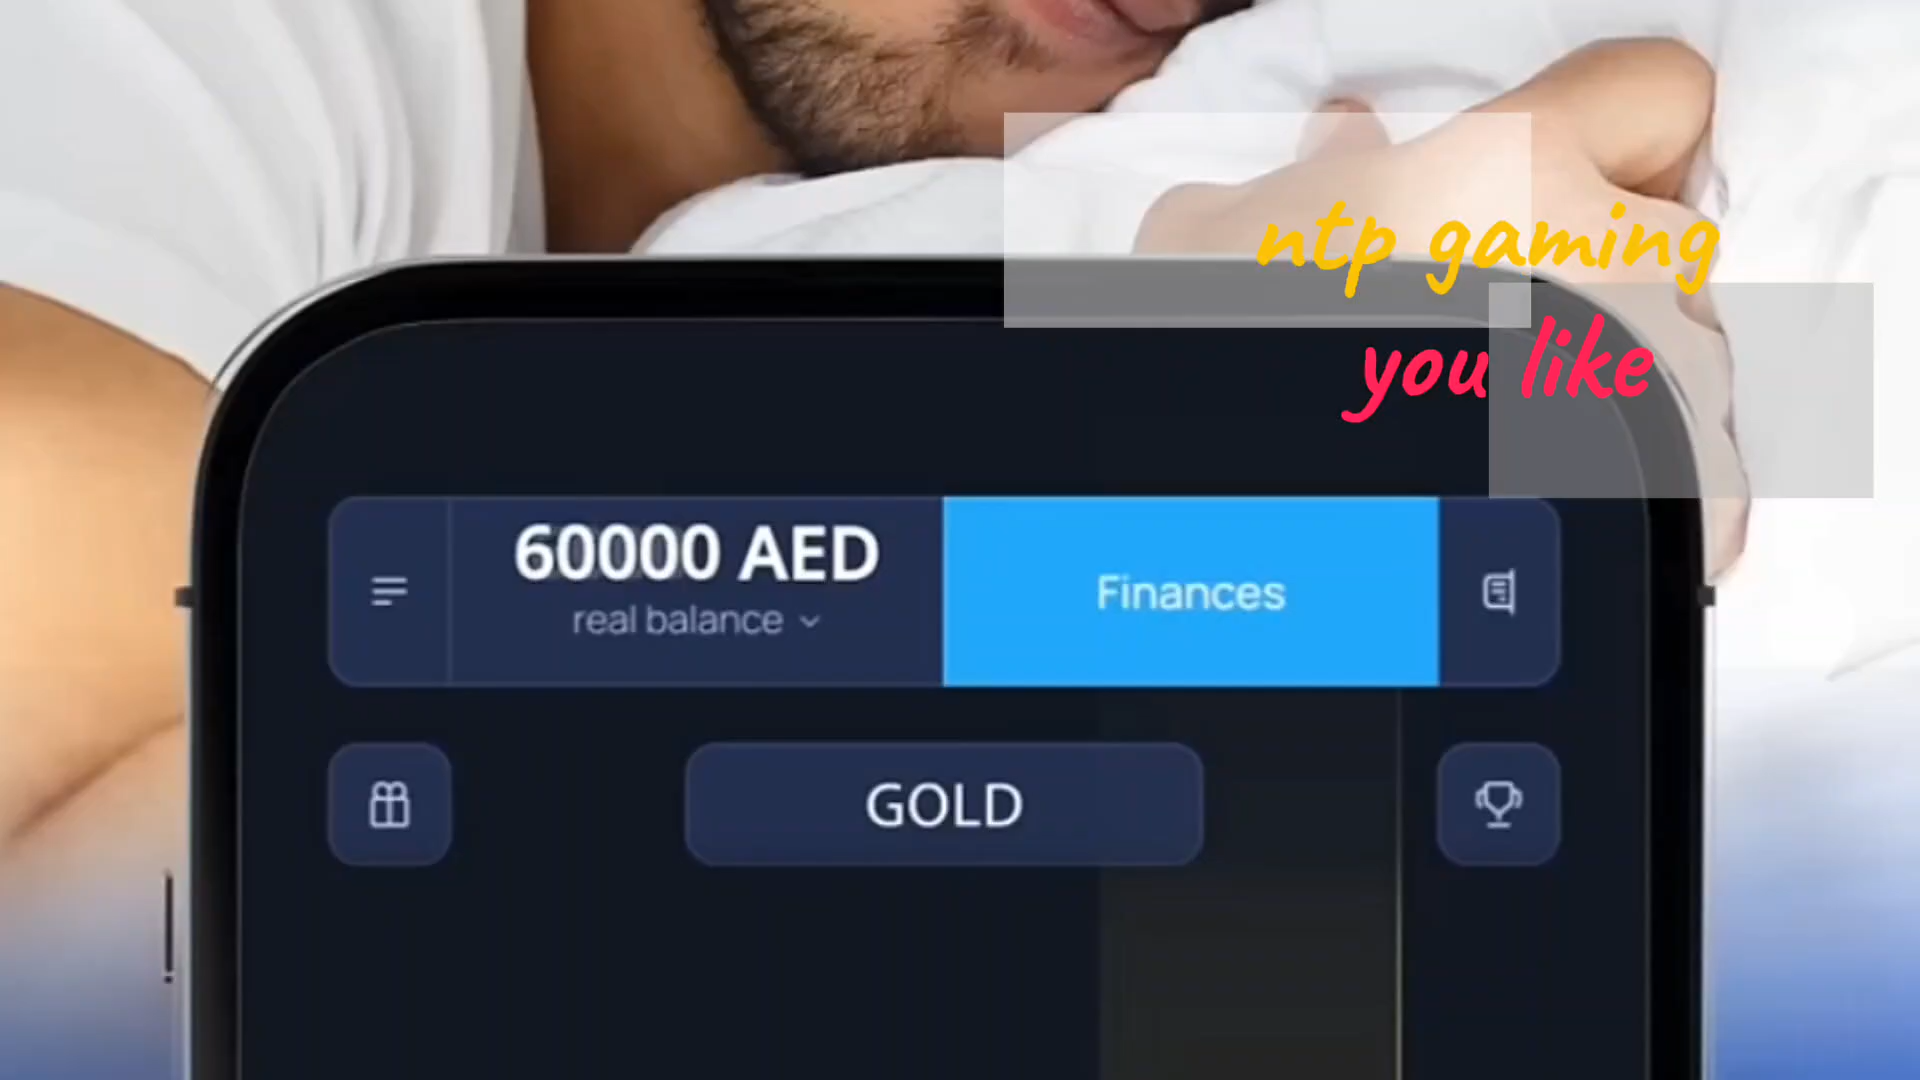 ntp gaming
you like
60000 AED
real balance
Finances
GOLD